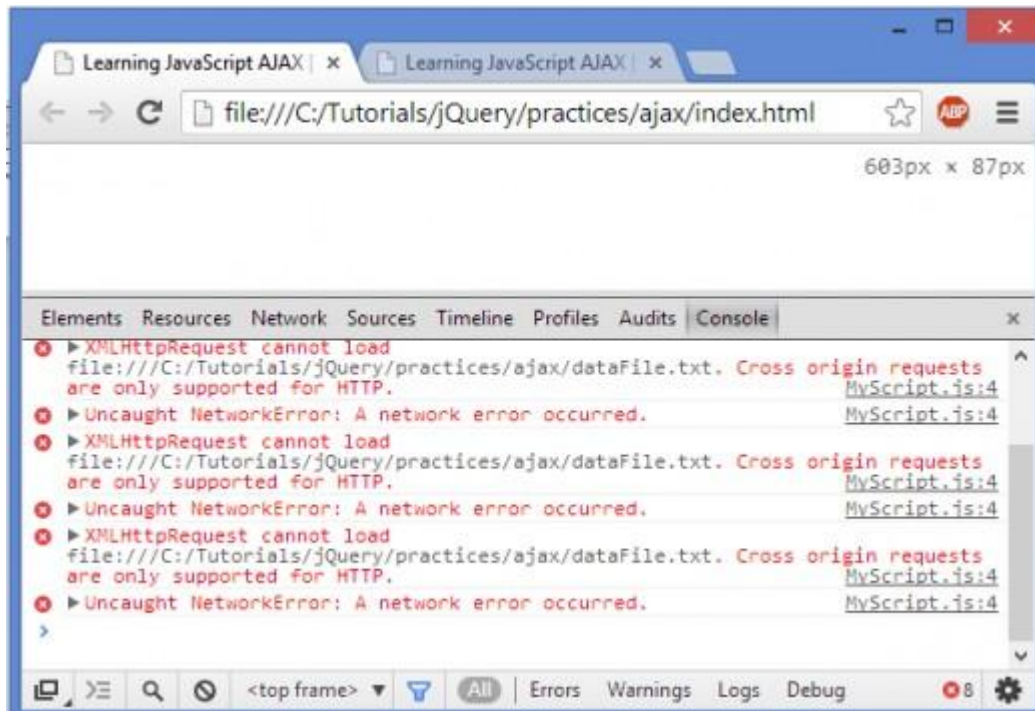 Learning JavaScript AJAX | × Learning JavaScript AJAX | ×
file:///C:/Tutorials/jQuery/practices/ajax/index.html ABP
603px × 87px
Elements Resources Network Sources Timeline Profiles Audits Console ×
XMLHttpRequest cannot load
file:///C:/Tutorials/jQuery/practices/ajax/dataFile.txt. Cross origin requests
are only supported for HTTP. MyScript.js:4
Uncaught NetworkError: A network error occurred. MyScript.js:4
XMLHttpRequest cannot load
file:///C:/Tutorials/jQuery/practices/ajax/dataFile.txt. Cross origin requests
are only supported for HTTP. MyScript.js:4
Uncaught NetworkError: A network error occurred. MyScript.js:4
XMLHttpRequest cannot load
file:///C:/Tutorials/jQuery/practices/ajax/dataFile.txt. Cross origin requests
are only supported for HTTP. MyScript.js:4
Uncaught NetworkError: A network error occurred. MyScript.js:4
<top frame> ▼ All Errors Warnings Logs Debug 8